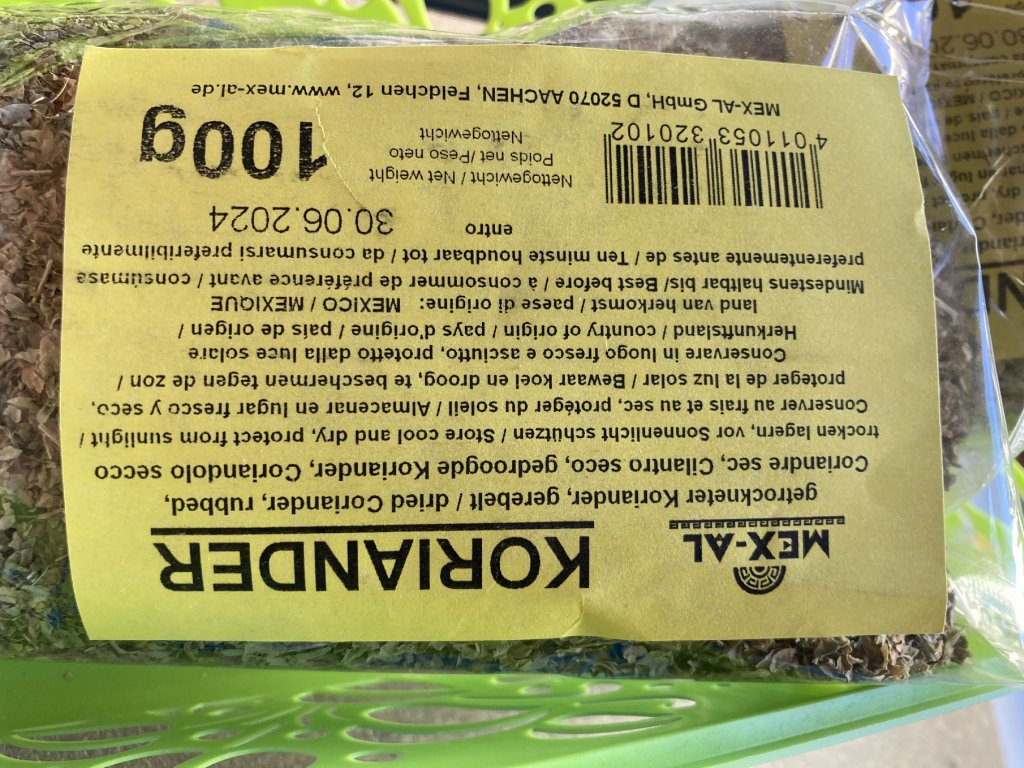 MEX-AL
KORIANDER
getrockneter Koriander, gerebelt / dried Coriander, rubbed,
Coriandre sec, Cilantro seco, gedroogde Koriander, Coriandolo secco
trocken lagern, vor Sonnenlicht schützen / Store cool and dry, protect from sunlight /
Conserver au frais et au sec, protéger du soleil / Almacenar en lugar fresco y seco,
proteger de la luz solar / Bewaar koel en droog, te beschermen tegen de zon /
Conservare in luogo fresco e asciutto, protetto dalla luce solare
Herkunftsland / country of origin / pays d'origine / país de origen /
land van herkomst / paese di origine: MEXICO / MEXIQUE
Mindestens haltbar bis/ Best before / à consommer de préférence avant / consúmase
preferentemente antes de / Ten minste houdbaar tot / da consumarsi preferibilmente
entro 30.06.2024
Nettogewicht / Net weight
Poids net/Peso neto
Nettogewicht
100g
4 011053 320102
MEX-AL GmbH, D 52070 AACHEN, Feldchen 12, www.mex-al.de